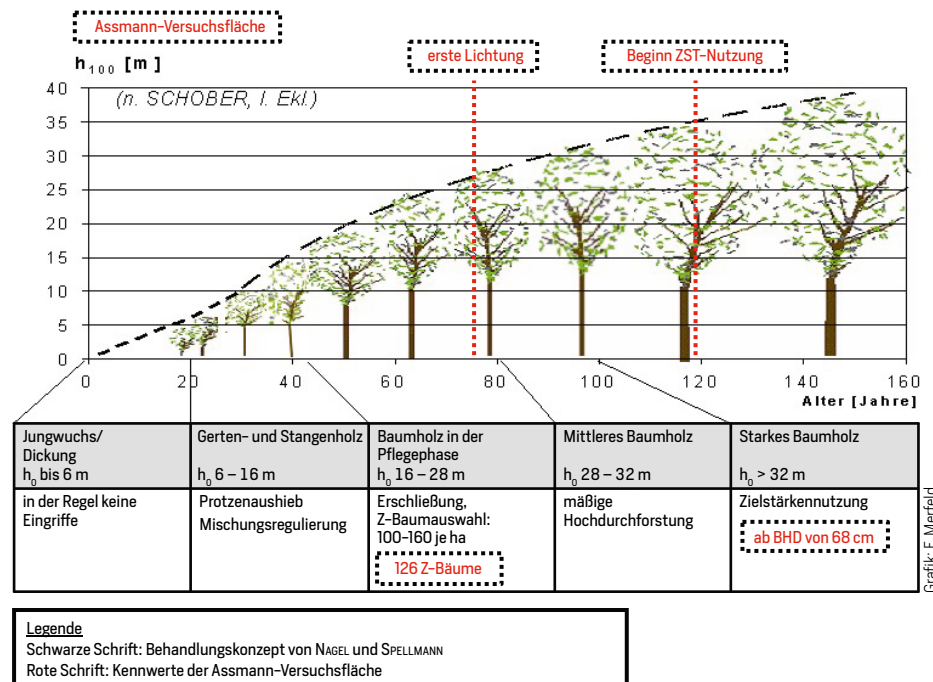 Assmann-Versuchsfläche
erste Lichtung
Beginn ZST-Nutzung
h100 [m]
(n. SCHOBER, I. Ekl.)
40
35
30
25
20
15
10
5
0
0 20 40 60 80 100 120 140 160
Alter [Jahre]
Jungwuchs/
Dickung
h0 bis 6 m
Gerten- und Stangenholz
h0 6 – 16 m
Baumholz in der
Pflegephase
h0 16 – 28 m
Mittleres Baumholz
h0 28 – 32 m
Starkes Baumholz
h0 > 32 m
in der Regel keine
Eingriffe
Protzenaushieb
Mischungsregulierung
Erschließung,
Z-Baumauswahl:
100-160 je ha
126 Z-Bäume
mäßige
Hochdurchforstung
Zielstärkennutzung
ab BHD von 68 cm
Grafik: F. Merfeld
Legende
Schwarze Schrift: Behandlungskonzept von NAGEL und SPELLMANN
Rote Schrift: Kennwerte der Assmann-Versuchsfläche